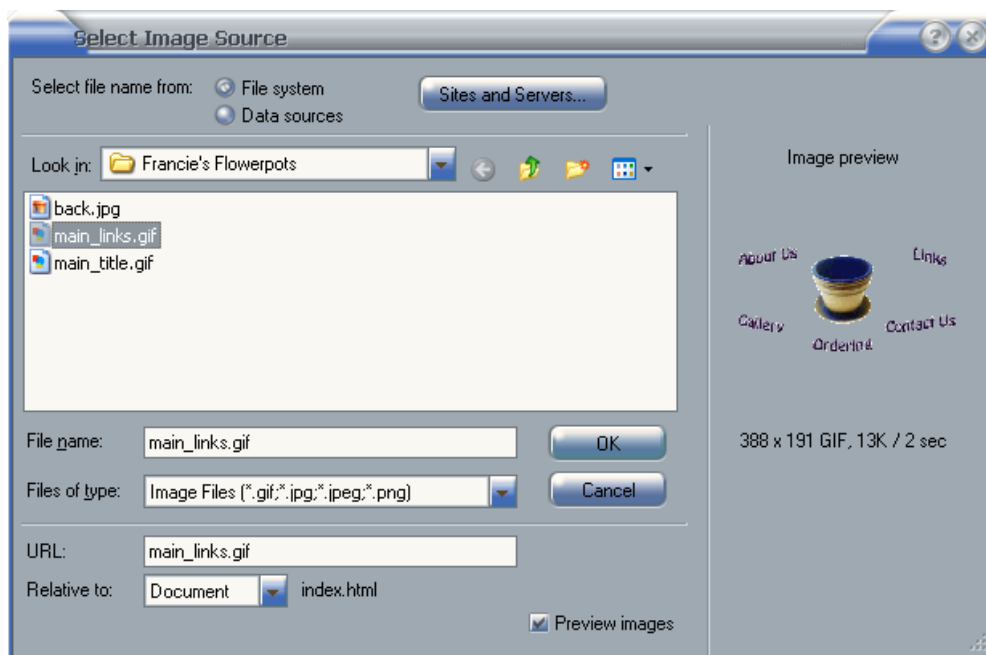 Select Image Source
Select file name from: File system
Data sources
Sites and Servers...
Look in: Francie's Flowerpots
back.jpg
main_links.gif
main_title.gif
File name: main_links.gif
OK
Files of type: Image Files (*.gif;*.jpg;*.jpeg;*.png)
Cancel
URL: main_links.gif
Relative to: Document index.html
Preview images
Image preview
About Us
Links
Gallery
Contact Us
Ordering
388 x 191 GIF, 13K / 2 sec